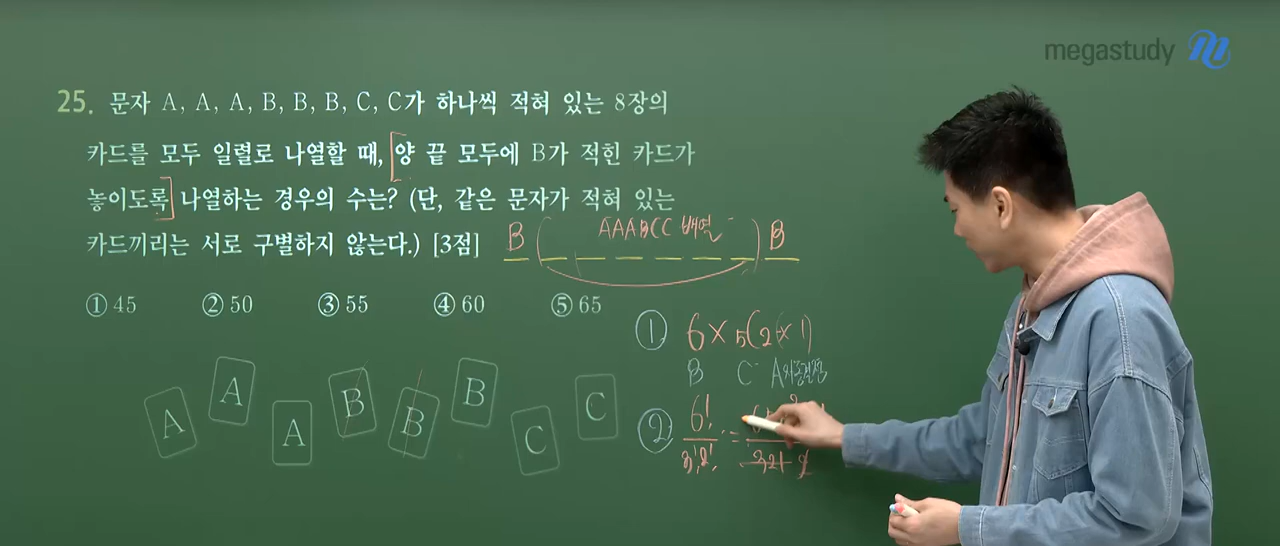 megastudy
25. 문자 A, A, A, B, B, B, C, C가 하나씩 적혀 있는 8장의
카드를 모두 일렬로 나열할 때, [양 끝 모두에 B가 적힌 카드가
놓이도록] 나열하는 경우의 수는? (단, 같은 문자가 적혀 있는
카드끼리는 서로 구별하지 않는다.) [3점]
B ( AAABCC 배열 ) B
① 45 ② 50 ③ 55 ④ 60 ⑤ 65
① 6 × 5C2 (× 1)
B C A
A A A B B B C C
② 6!
3! 2!
=